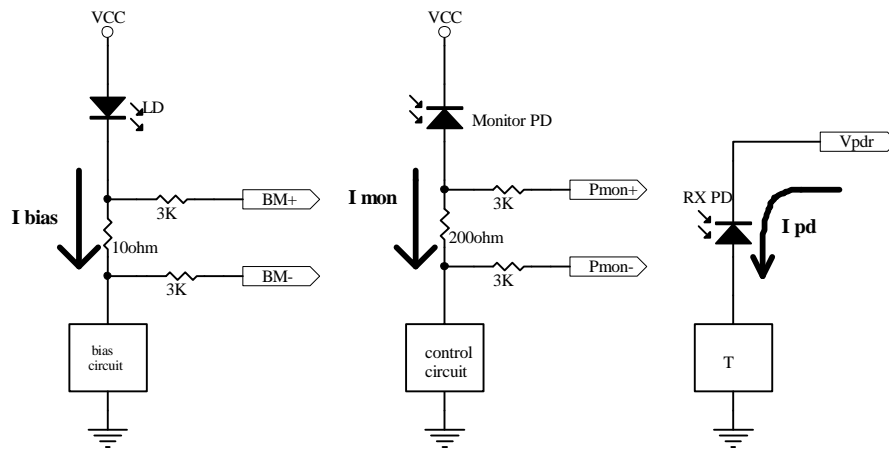 VCC
LD
I bias
10ohm
3K
BM+
3K
BM-
bias
circuit
VCC
Monitor PD
I mon
200ohm
3K
Pmon+
3K
Pmon-
control
circuit
Vpdr
RX PD
I pd
T